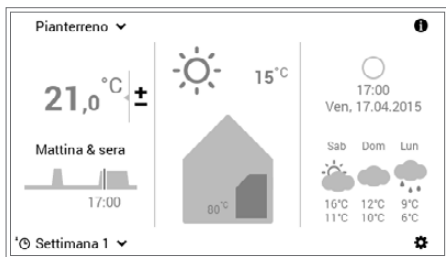 Pianterreno
21,0 °C ±
Mattina & sera
17:00
Settimana 1
15°C
80°C
17:00
Ven, 17.04.2015
Sab Dom Lun
16°C 12°C 9°C
11°C 10°C 6°C